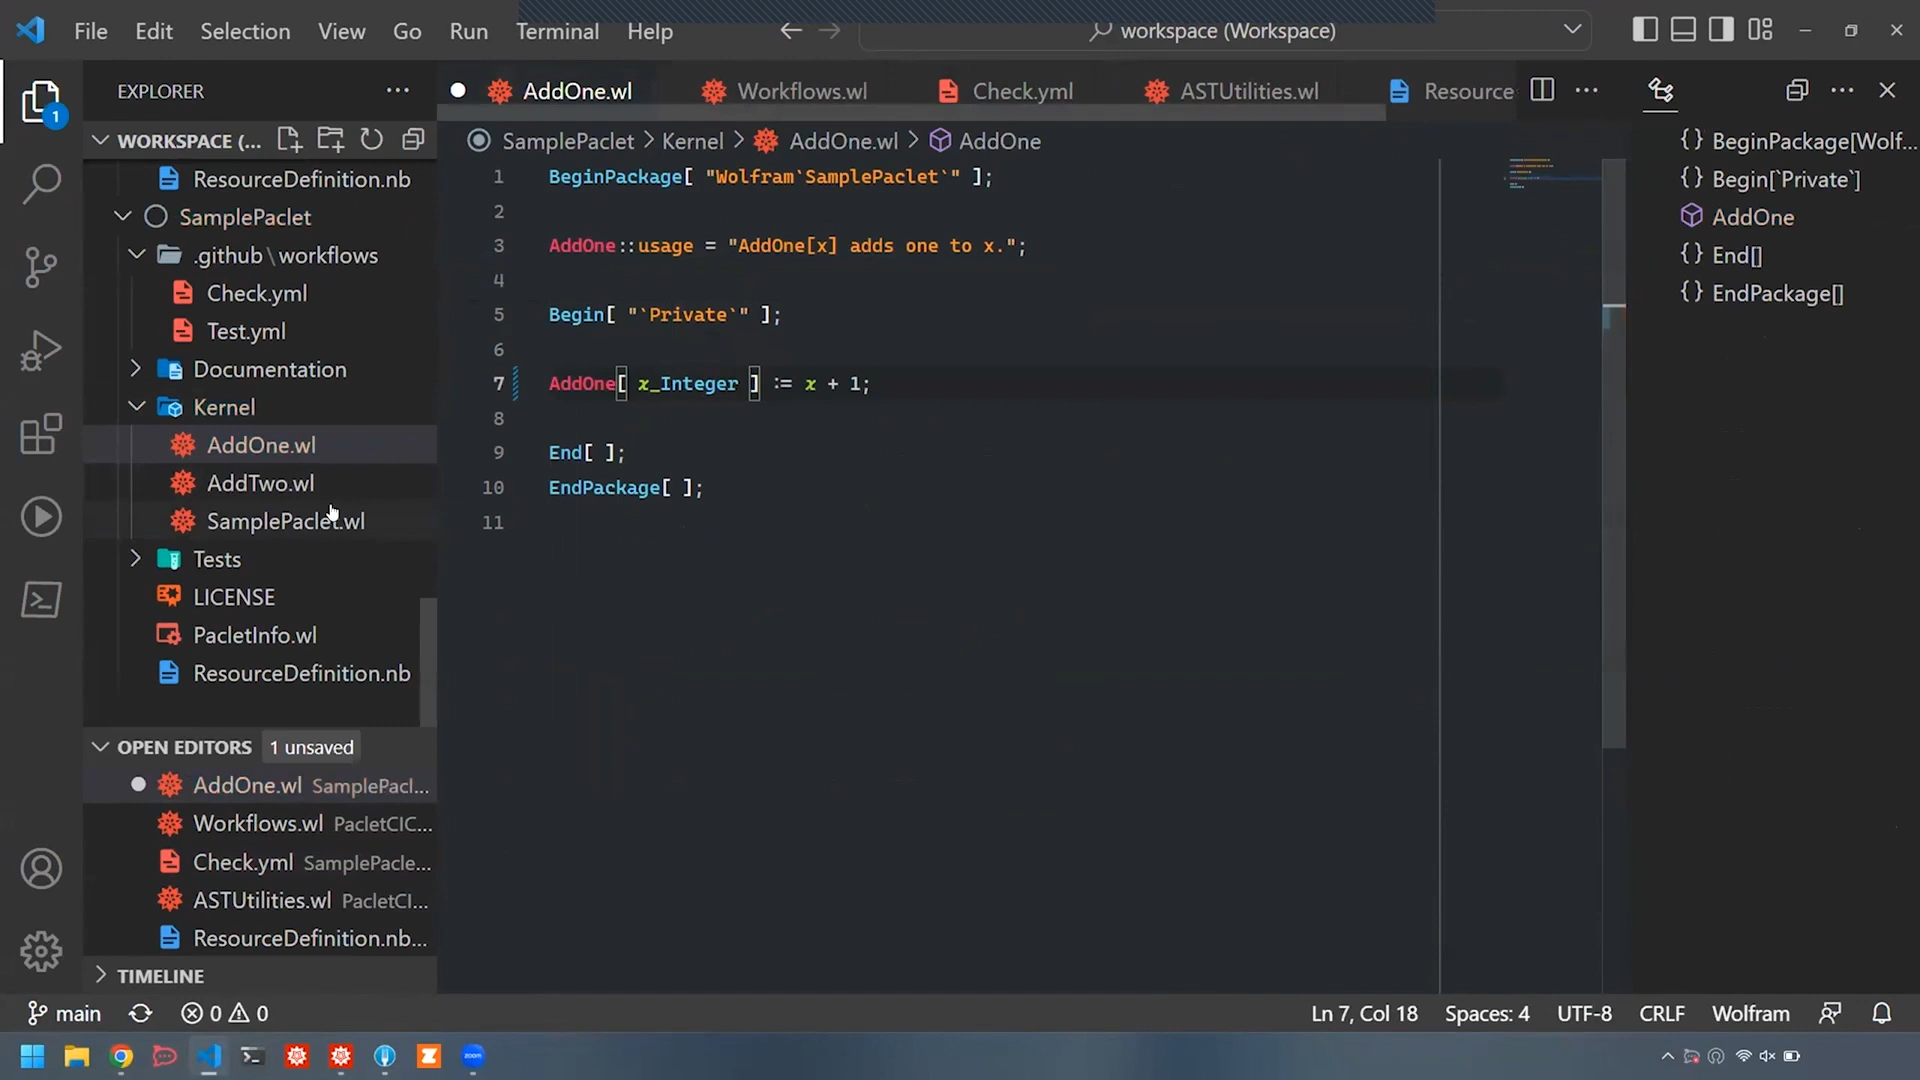 File Edit Selection View Go Run Terminal Help workspace (Workspace)
EXPLORER
1
WORKSPACE (...
ResourceDefinition.nb
SamplePaclet
.github\workflows
Check.yml
Test.yml
Documentation
Kernel
AddOne.wl
AddTwo.wl
SamplePaclet.wl
Tests
LICENSE
PacletInfo.wl
ResourceDefinition.nb
OPEN EDITORS 1 unsaved
AddOne.wl SamplePacl...
Workflows.wl PacletCIC...
Check.yml SamplePacle...
ASTUtilities.wl PacletCI...
ResourceDefinition.nb...
TIMELINE
AddOne.wl Workflows.wl Check.yml ASTUtilities.wl Resource
SamplePaclet > Kernel > AddOne.wl > AddOne
1 BeginPackage[ "Wolfram`SamplePaclet`" ];
2
3 AddOne::usage = "AddOne[x] adds one to x.";
4
5 Begin[ "`Private`" ];
6
7 AddOne[ x_Integer ] := x + 1;
8
9 End[ ];
10 EndPackage[ ];
11
{} BeginPackage[Wolf...
{} Begin[`Private`]
AddOne
{} End[]
{} EndPackage[]
main 0 0 Ln 7, Col 18 Spaces: 4 UTF-8 CRLF Wolfram
zoom